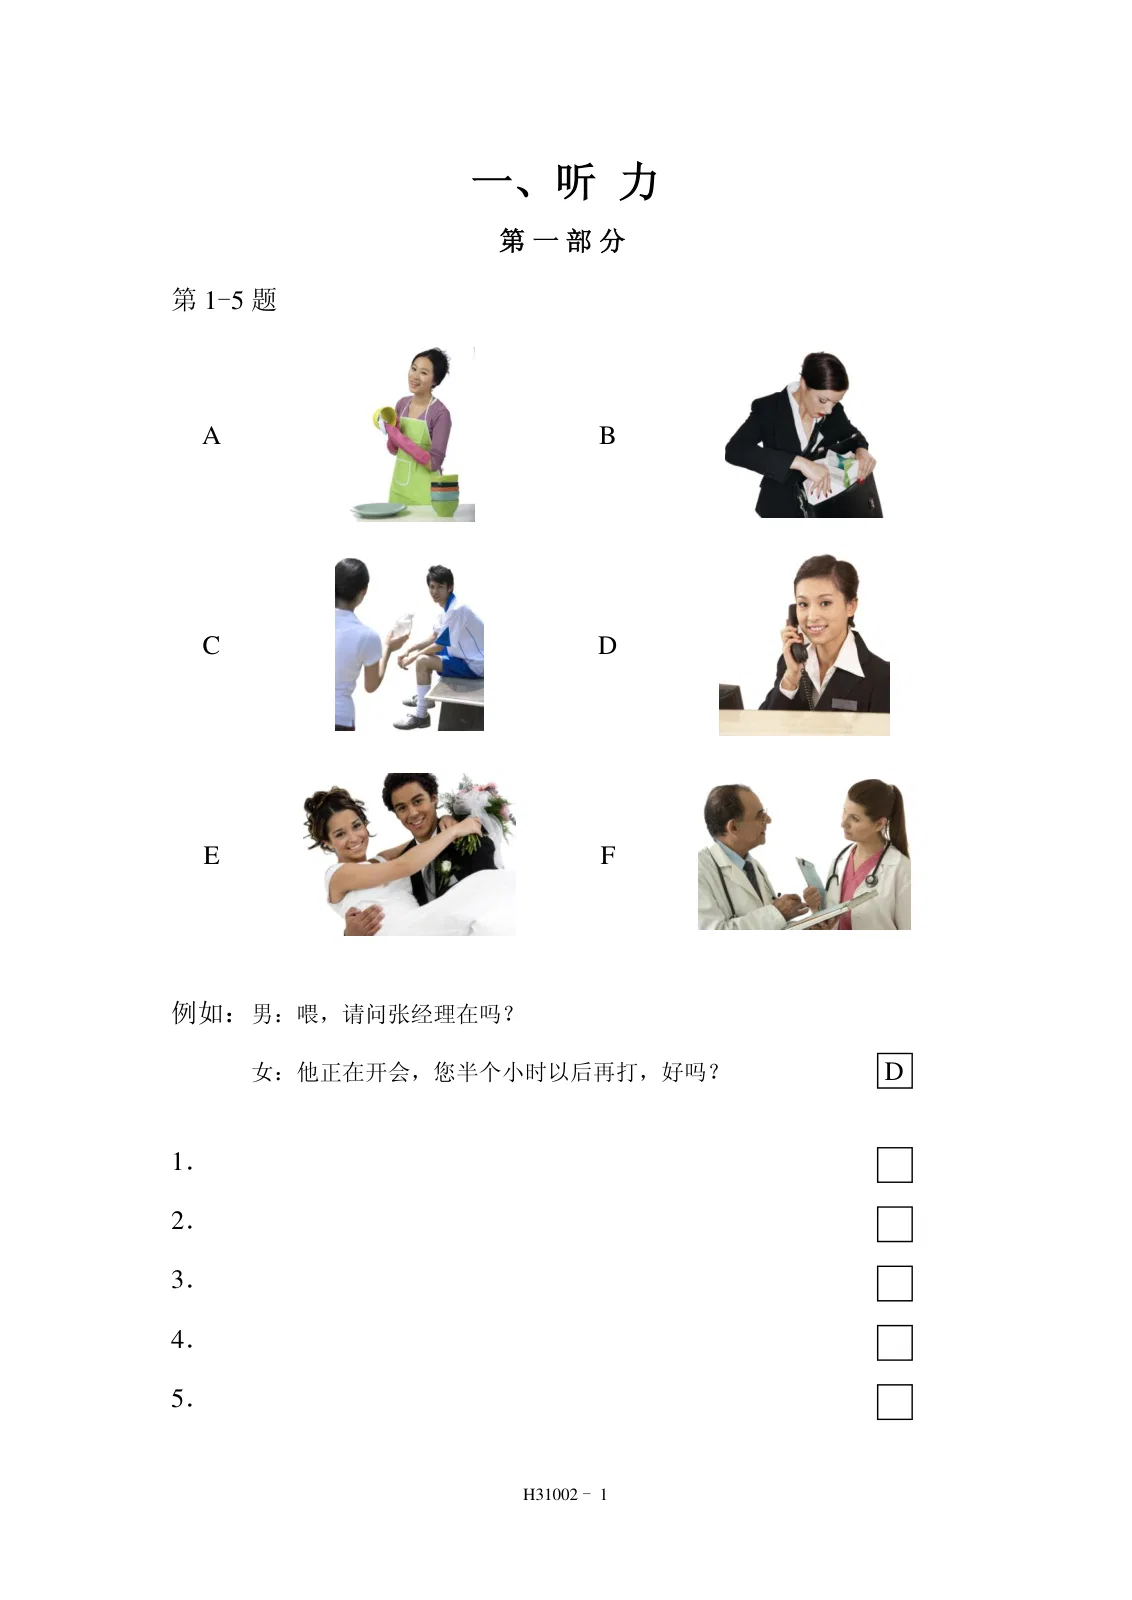 一、听 力
第一部分
第 1-5 题
A
B
C
D
E
F
例如：男：喂，请问张经理在吗？
女：他正在开会，您半个小时以后再打，好吗？ D
1.
2.
3.
4.
5.
H31002 - 1